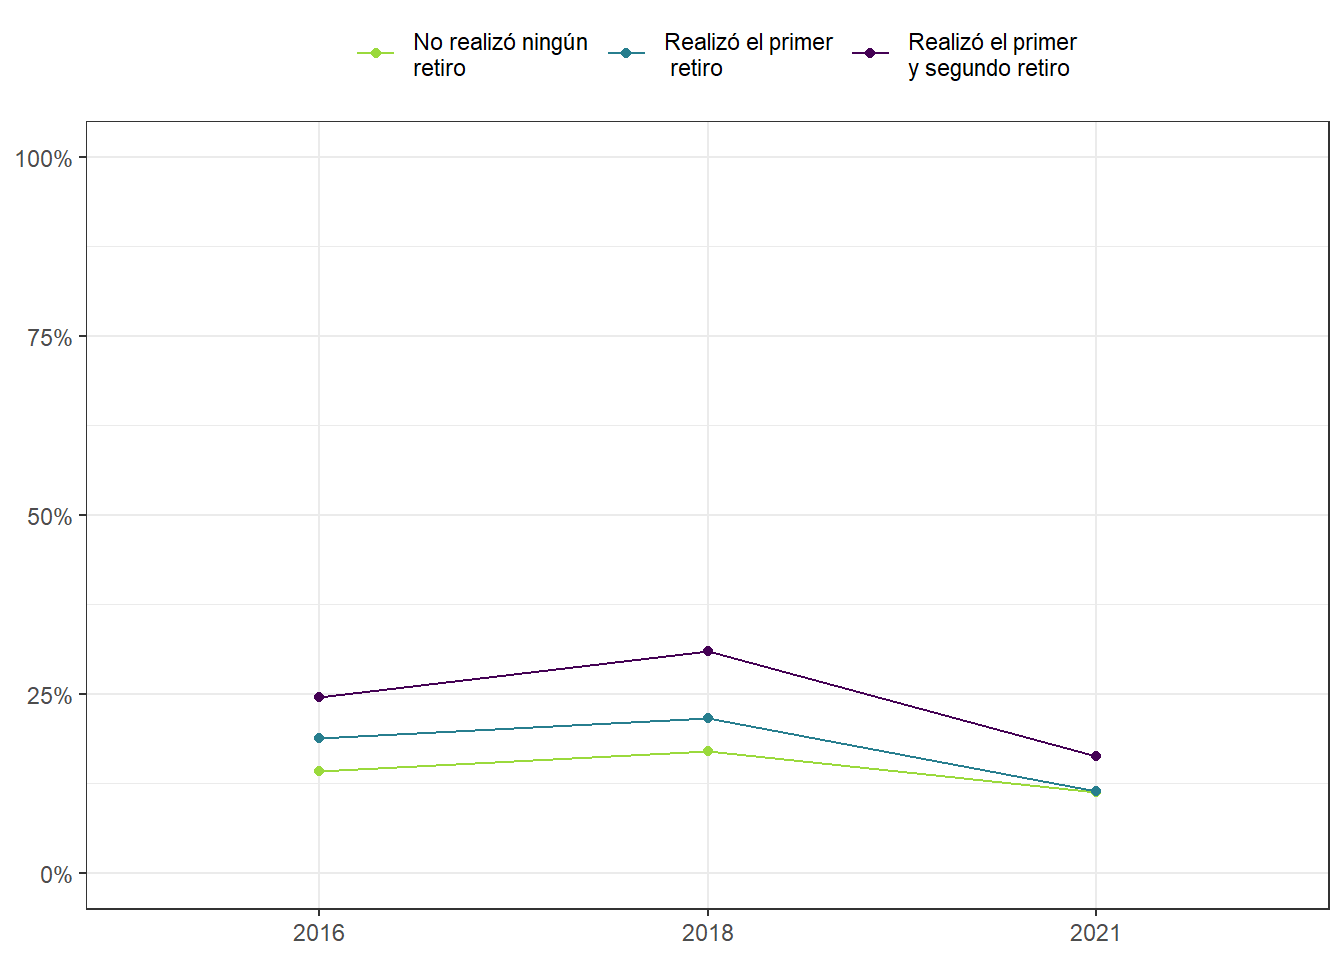 No realizó ningún
retiro
Realizó el primer
retiro
Realizó el primer
y segundo retiro
100%
75%
50%
25%
0%
2016
2018
2021